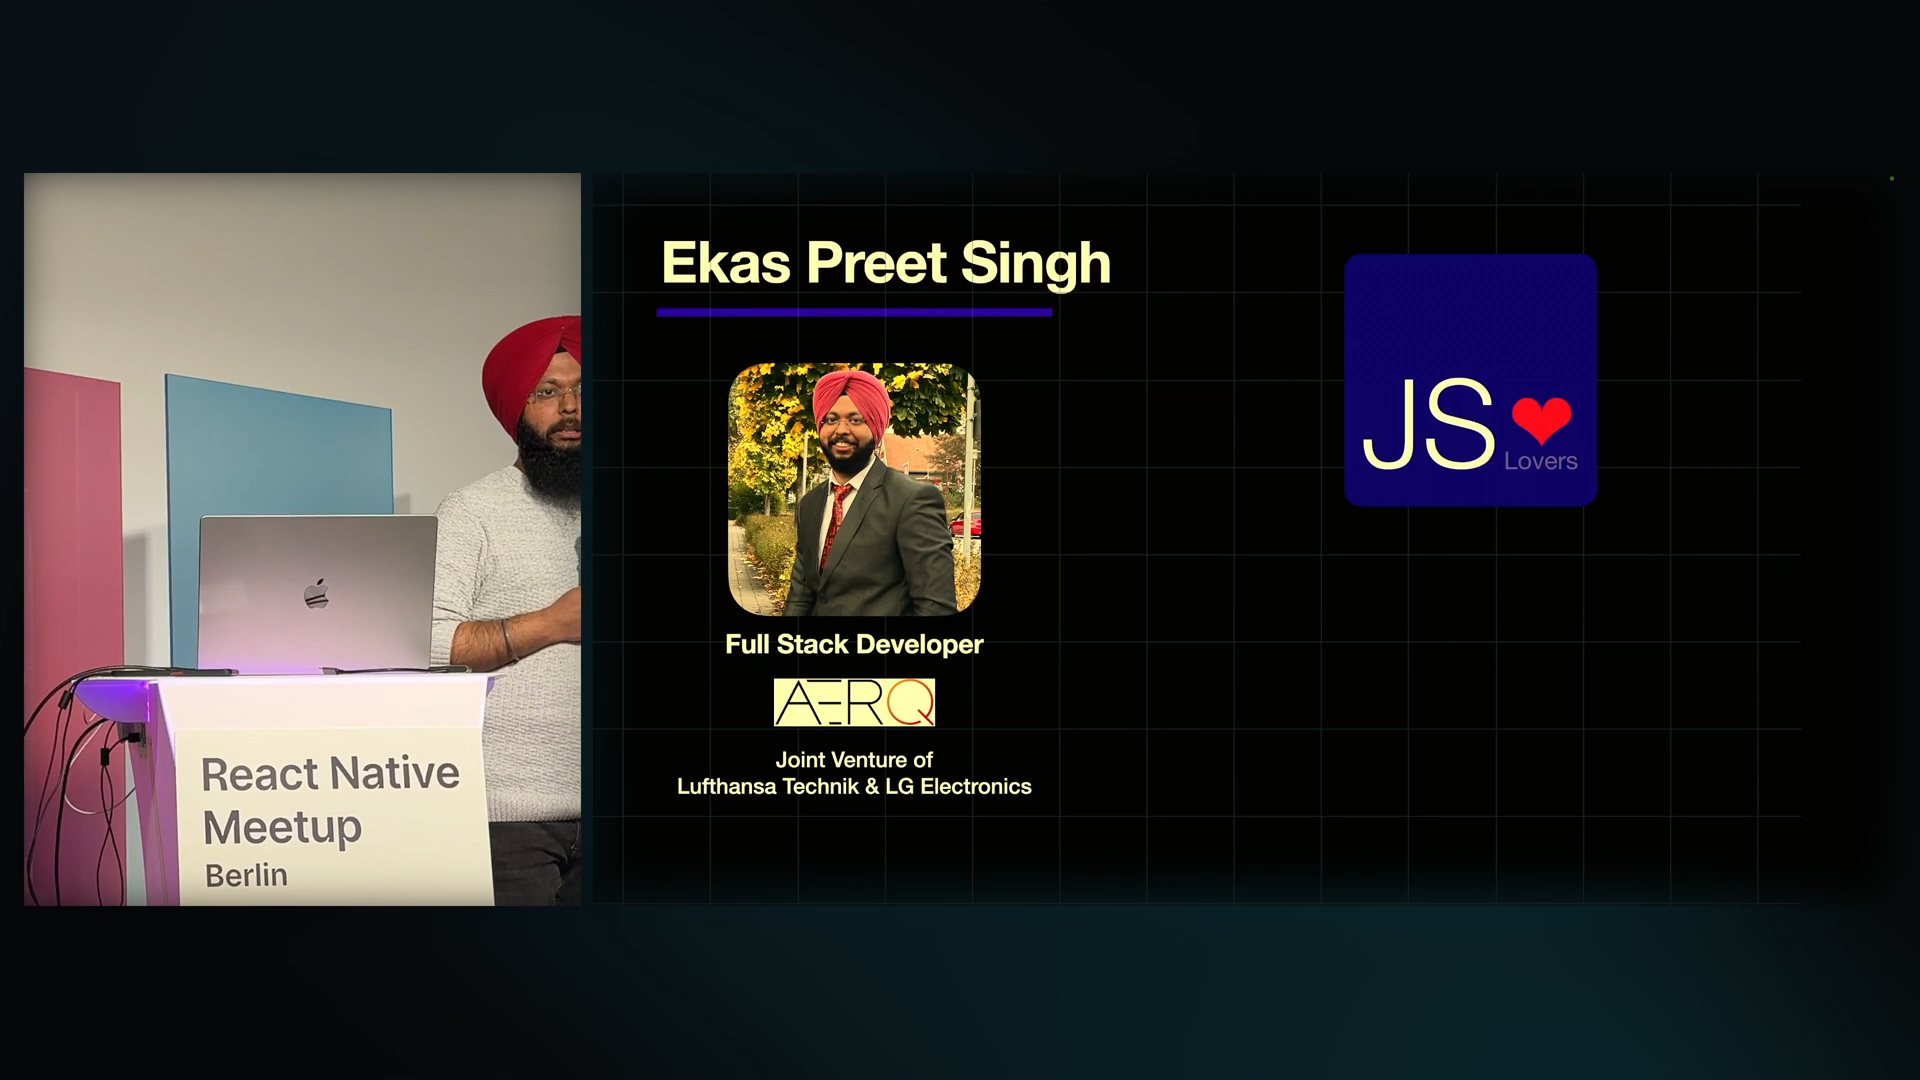 React Native
Meetup
Berlin
Ekas Preet Singh
Full Stack Developer
AERQ
Joint Venture of
Lufthansa Technik & LG Electronics
JS
Lovers